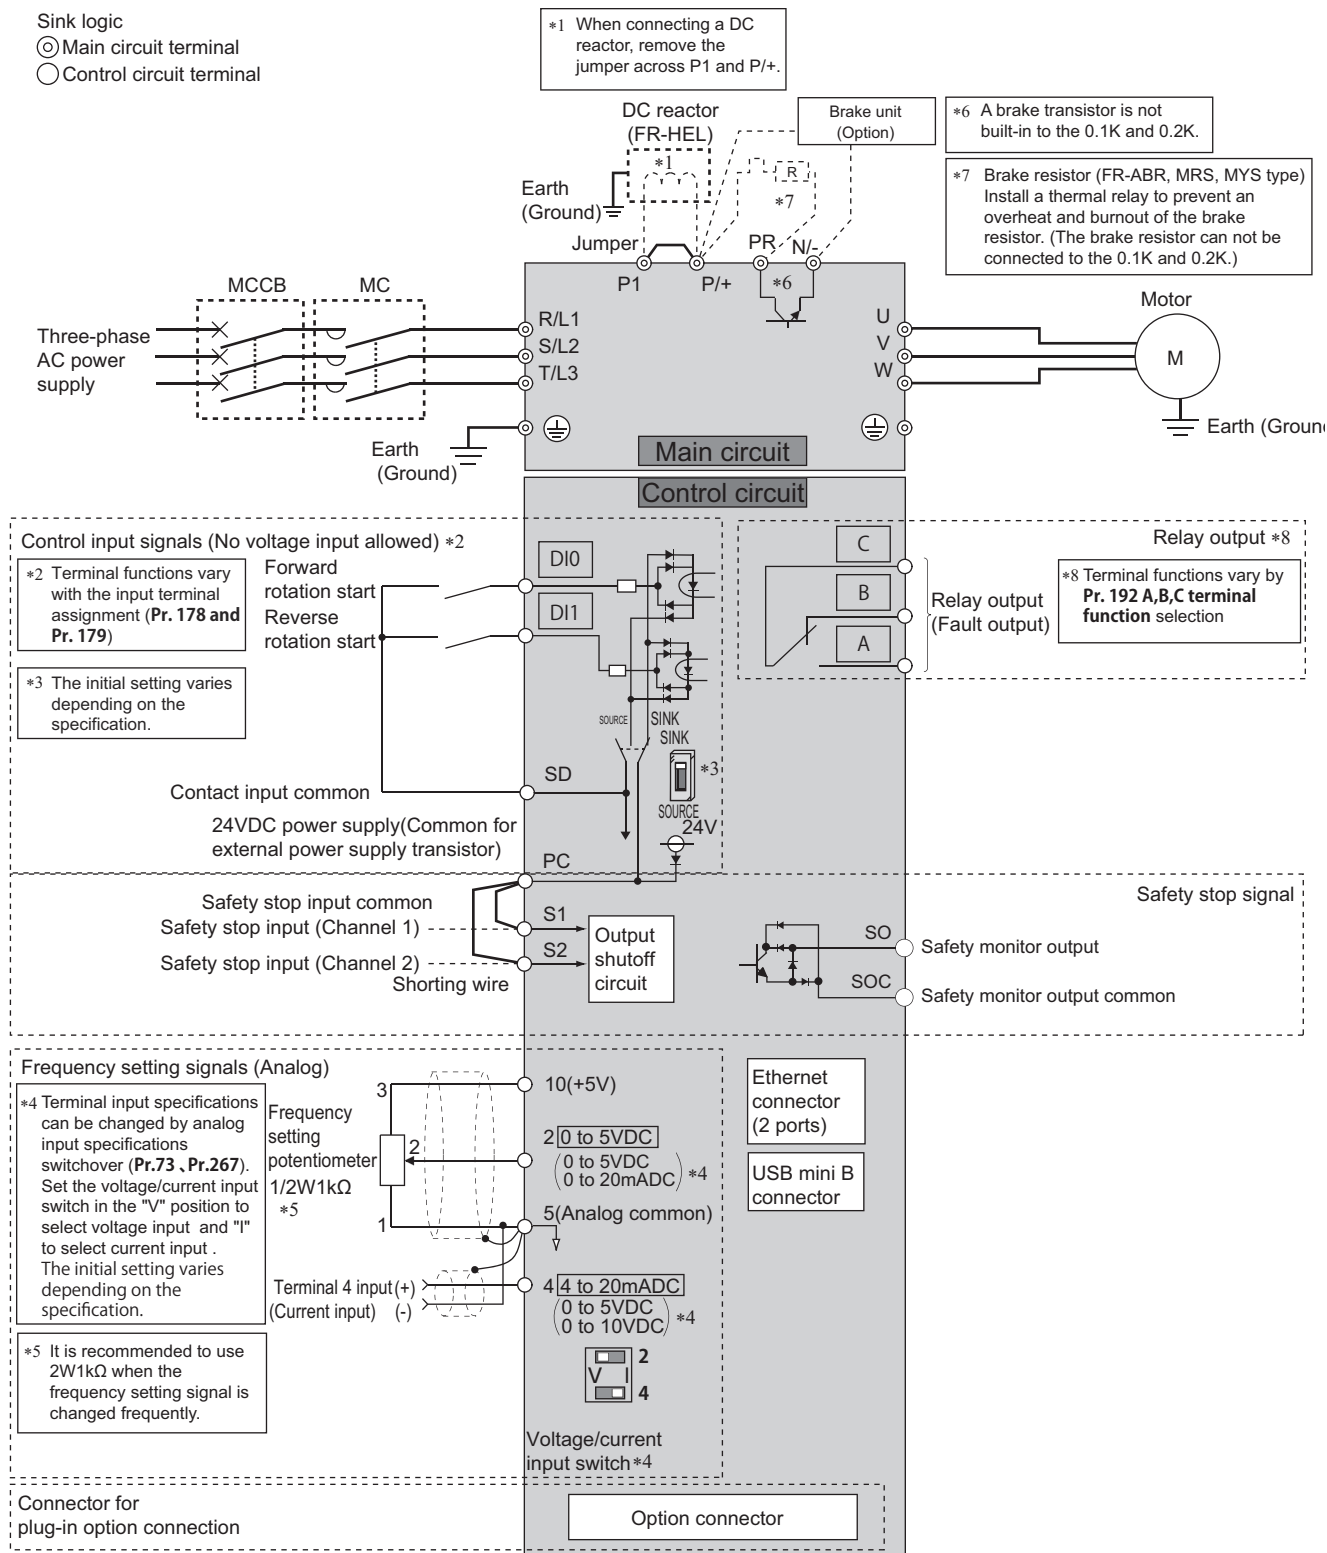 Sink logic
Main circuit terminal
Control circuit terminal
*1 When connecting a DC
reactor, remove the
jumper across P1 and P/+.
DC reactor
(FR-HEL)
*1
Earth
(Ground)
Jumper
P1
P/+
R
*7
PR
N/-
*6
Brake unit
(Option)
*6 A brake transistor is not
built-in to the 0.1K and 0.2K.
*7 Brake resistor (FR-ABR, MRS, MYS type)
Install a thermal relay to prevent an
overheat and burnout of the brake
resistor. (The brake resistor can not be
connected to the 0.1K and 0.2K.)
MCCB
MC
Three-phase
AC power
supply
R/L1
S/L2
T/L3
Earth
(Ground)
U
V
W
Motor
M
Earth (Groun
Main circuit
Control circuit
Control input signals (No voltage input allowed) *2
*2 Terminal functions vary
with the input terminal
assignment (Pr. 178 and
Pr. 179)
*3 The initial setting varies
depending on the
specification.
Forward
rotation start
Reverse
rotation start
DI0
DI1
SOURCE
SINK
SINK
*3
SOURCE
SD
Contact input common
24VDC power supply(Common for
external power supply transistor)
24V
PC
C
B
A
Relay output *8
Relay output
(Fault output)
*8 Terminal functions vary by
Pr. 192 A,B,C terminal
function selection
Safety stop signal
Safety stop input common
Safety stop input (Channel 1)
Safety stop input (Channel 2)
Shorting wire
S1
S2
Output
shutoff
circuit
SO
Safety monitor output
SOC
Safety monitor output common
Frequency setting signals (Analog)
*4 Terminal input specifications
can be changed by analog
input specifications
switchover (Pr.73 、Pr.267).
Set the voltage/current input
switch in the "V" position to
select voltage input and "I"
to select current input .
The initial setting varies
depending on the
specification.
*5 It is recommended to use
2W1kΩ when the
frequency setting signal is
changed frequently.
Frequency
setting
potentiometer
1/2W1kΩ
*5
3
2
1
10(+5V)
2 0 to 5VDC
(0 to 5VDC
0 to 20mADC) *4
5(Analog common)
Terminal 4 input (+)
(Current input) (-)
4 4 to 20mADC
(0 to 5VDC
0 to 10VDC) *4
2
V I
4
Voltage/current
input switch*4
Ethernet
connector
(2 ports)
USB mini B
connector
Connector for
plug-in option connection
Option connector